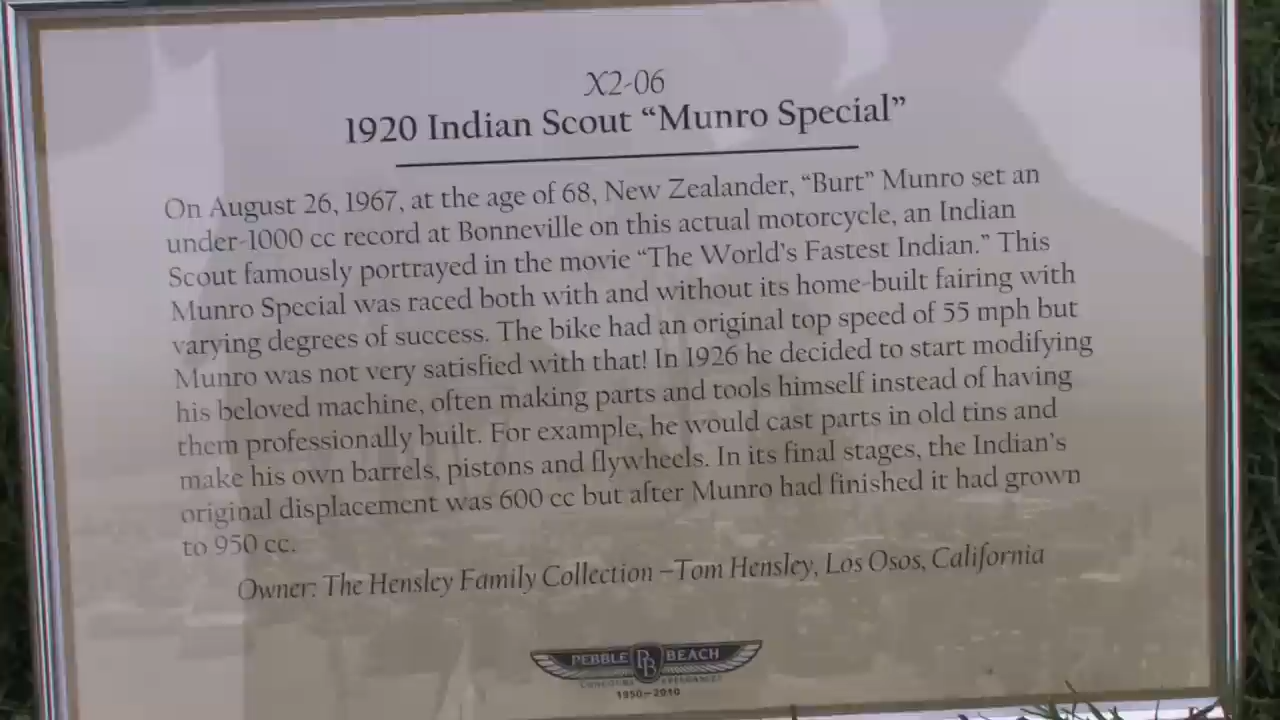 X2-06
1920 Indian Scout “Munro Special”
On August 26, 1967, at the age of 68, New Zealander, “Burt” Munro set an
under-1000 cc record at Bonneville on this actual motorcycle, an Indian
Scout famously portrayed in the movie “The World’s Fastest Indian.” This
Munro Special was raced both with and without its home-built fairing with
varying degrees of success. The bike had an original top speed of 55 mph but
Munro was not very satisfied with that! In 1926 he decided to start modifying
his beloved machine, often making parts and tools himself instead of having
them professionally built. For example, he would cast parts in old tins and
make his own barrels, pistons and flywheels. In its final stages, the Indian’s
original displacement was 600 cc but after Munro had finished it had grown
to 950 cc.
Owner: The Hensley Family Collection –Tom Hensley, Los Osos, California
PEBBLE PB BEACH
CONCOURS D'ELEGANCE
1950–2010